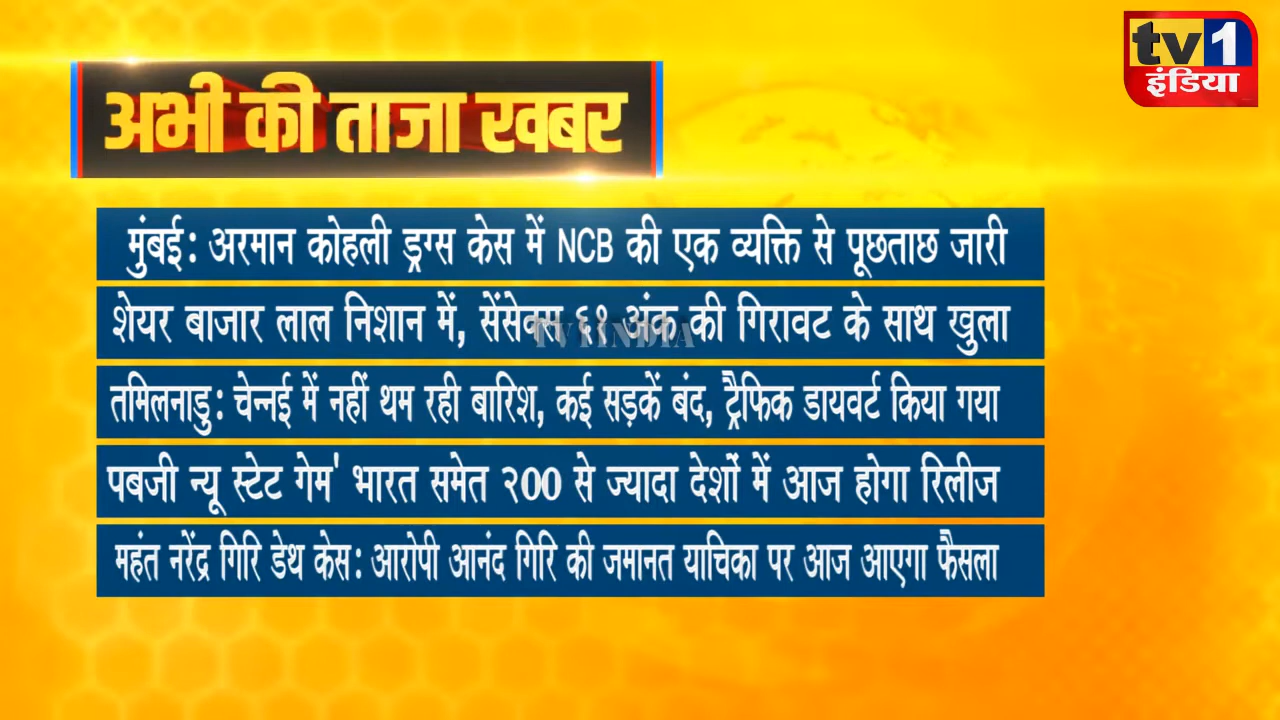 tv1
इंडिया
अभी की ताजा खबर
मुंबई: अरमान कोहली ड्रग्स केस में NCB की एक व्यक्ति से पूछताछ जारी
शेयर बाजार लाल निशान में, सेंसेक्स ६१ अंक की गिरावट के साथ खुला
TV1INDIA
तमिलनाडु: चेन्नई में नहीं थम रही बारिश, कई सड़कें बंद, ट्रैफिक डायवर्ट किया गया
पबजी न्यू स्टेट गेम' भारत समेत २00 से ज्यादा देशों में आज होगा रिलीज
महंत नरेंद्र गिरि डेथ केस: आरोपी आनंद गिरि की जमानत याचिका पर आज आएगा फैसला